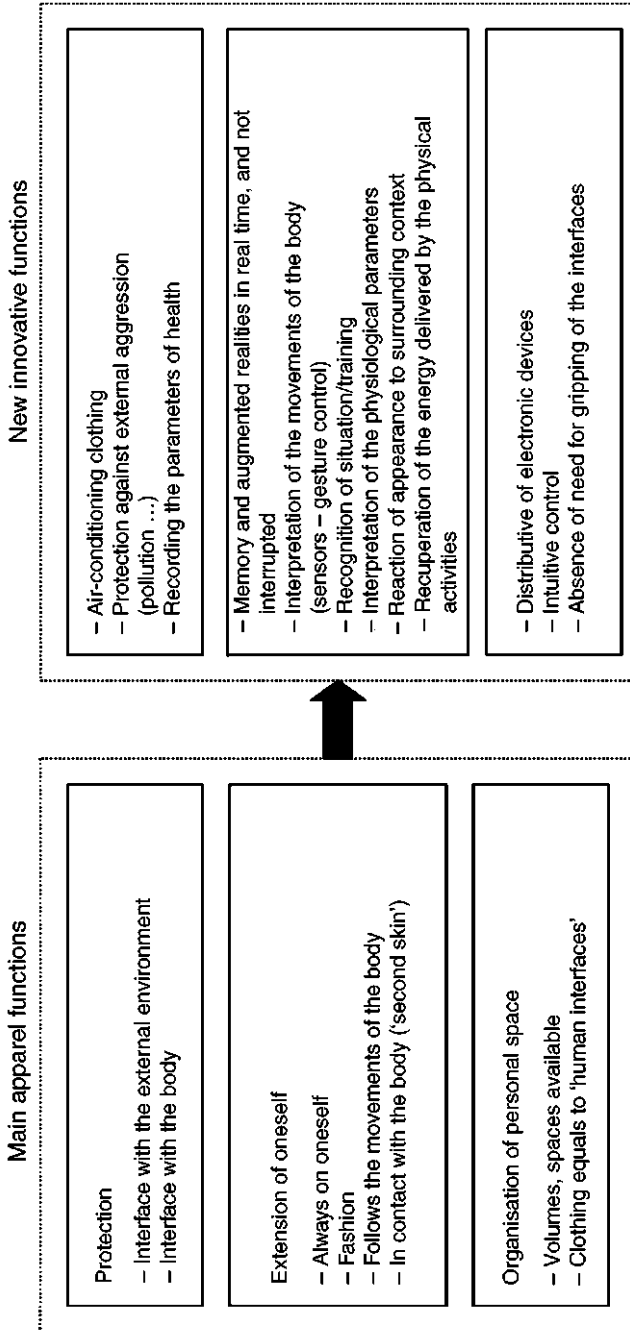 Main apparel functions
Protection
– Interface with the external environment
– Interface with the body
Extension of oneself
– Always on oneself
– Fashion
– Follows the movements of the body
– In contact with the body ('second skin')
Organisation of personal space
– Volumes, spaces available
– Clothing equals to 'human interfaces'
New innovative functions
– Air-conditioning clothing
– Protection against external aggression
(pollution ...)
– Recording the parameters of health
– Memory and augmented realities in real time, and not
interrupted
– Interpretation of the movements of the body
(sensors – gesture control)
– Recognition of situation/training
– Interpretation of the physiological parameters
– Reaction of appearance to surrounding context
– Recuperation of the energy delivered by the physical
activities
– Distributive of electronic devices
– Intuitive control
– Absence of need for gripping of the interfaces